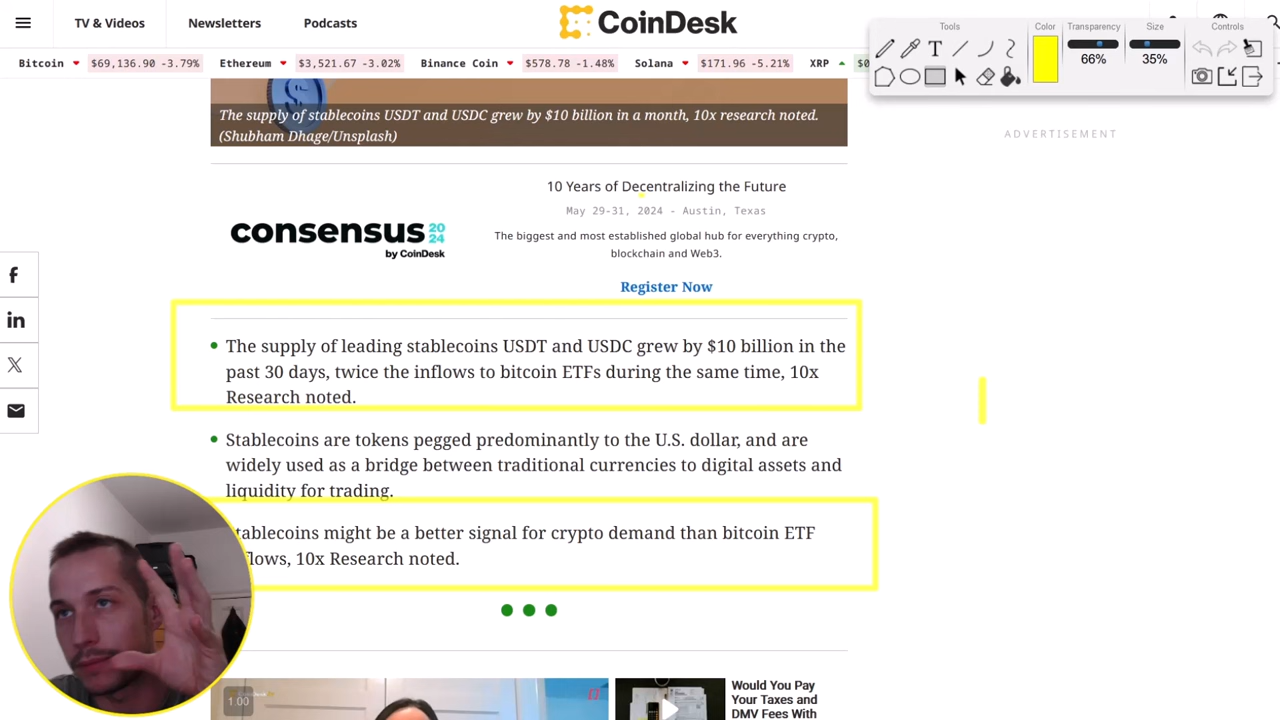 TV & Videos
Newsletters
Podcasts
CoinDesk
Tools
Color
Transparency
Size
Controls
66%
35%
Bitcoin $69,136.90 -3.79%
Ethereum $3,521.67 -3.02%
Binance Coin $578.78 -1.48%
Solana $171.96 -5.21%
XRP
The supply of stablecoins USDT and USDC grew by $10 billion in a month, 10x research noted.
(Shubham Dhage/Unsplash)
ADVERTISEMENT
consensus 2024
by CoinDesk
10 Years of Decentralizing the Future
May 29-31, 2024 - Austin, Texas
The biggest and most established global hub for everything crypto,
blockchain and Web3.
Register Now
The supply of leading stablecoins USDT and USDC grew by $10 billion in the
past 30 days, twice the inflows to bitcoin ETFs during the same time, 10x
Research noted.
Stablecoins are tokens pegged predominantly to the U.S. dollar, and are
widely used as a bridge between traditional currencies to digital assets and
liquidity for trading.
tablecoins might be a better signal for crypto demand than bitcoin ETF
flows, 10x Research noted.
1.00
CoinDesk
Would You Pay
Your Taxes and
DMV Fees With